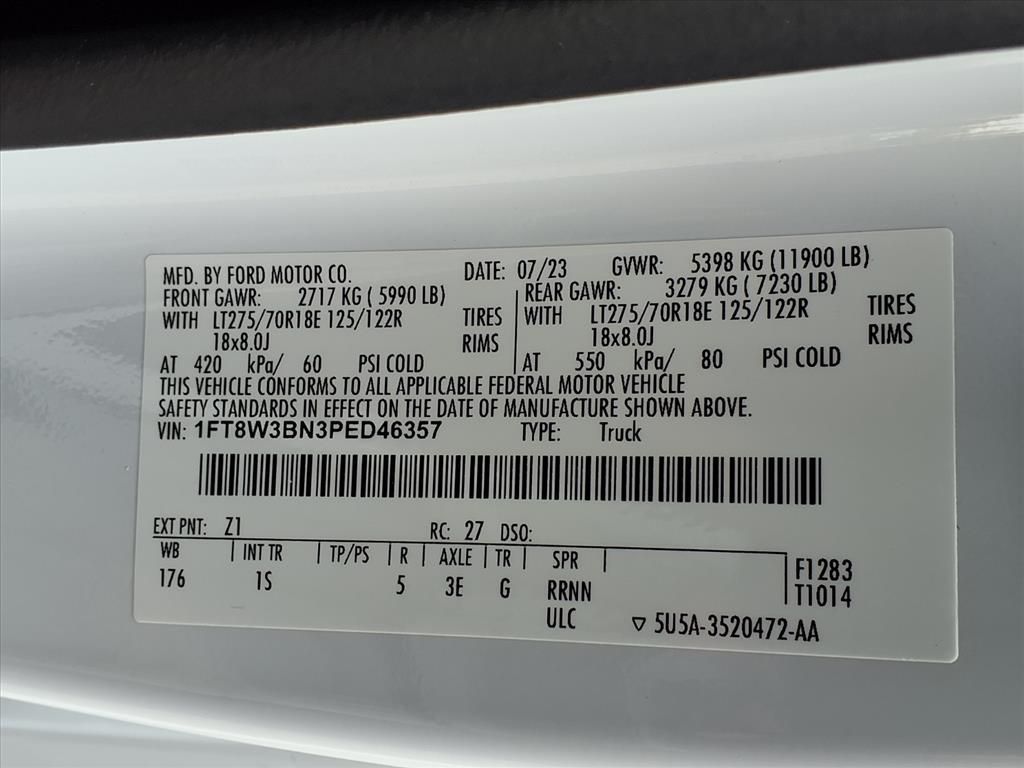 MFD. BY FORD MOTOR CO. DATE: 07/23 GVWR: 5398 KG (11900 LB)
FRONT GAWR: 2717 KG ( 5990 LB) REAR GAWR: 3279 KG ( 7230 LB)
WITH LT275/70R18E 125/122R TIRES WITH LT275/70R18E 125/122R TIRES
18x8.0J RIMS 18x8.0J RIMS
AT 420 kPa/ 60 PSI COLD AT 550 kPa/ 80 PSI COLD
THIS VEHICLE CONFORMS TO ALL APPLICABLE FEDERAL MOTOR VEHICLE
SAFETY STANDARDS IN EFFECT ON THE DATE OF MANUFACTURE SHOWN ABOVE.
VIN: 1FT8W3BN3PED46357 TYPE: Truck
EXT PNT: Z1 RC: 27 DSO:
WB INT TR TP/PS R AXLE TR SPR F1283
176 1S 5 3E G RRNN T1014
ULC 5U5A-3520472-AA